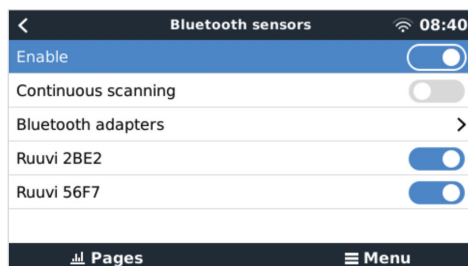 Bluetooth sensors 08:40
Enable
Continuous scanning
Bluetooth adapters
Ruuvi 2BE2
Ruuvi 56F7
Pages Menu